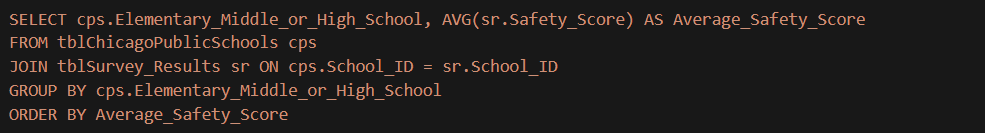 SELECT cps.Elementary_Middle_or_High_School, AVG(sr.Safety_Score) AS Average_Safety_Score
FROM tblChicagoPublicSchools cps
JOIN tblSurvey_Results sr ON cps.School_ID = sr.School_ID
GROUP BY cps.Elementary_Middle_or_High_School
ORDER BY Average_Safety_Score